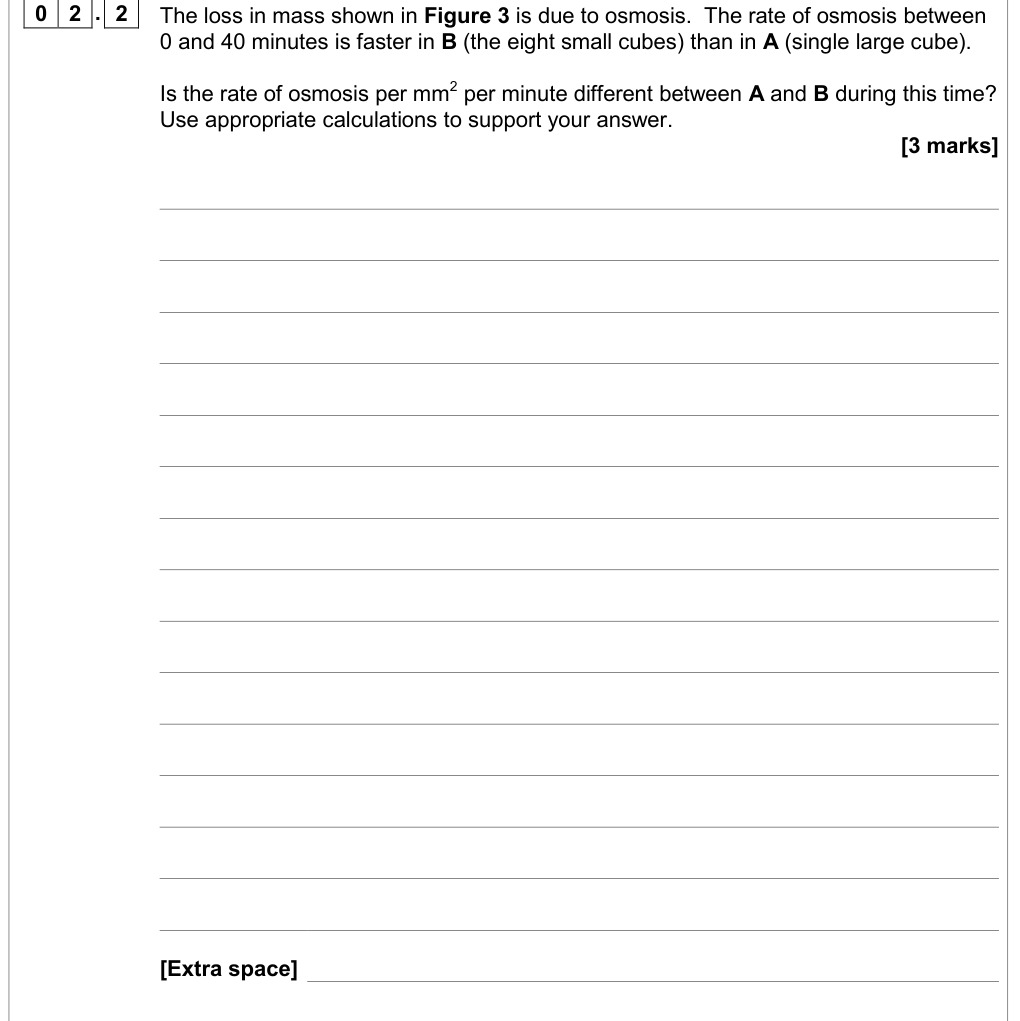 0 2 . 2 The loss in mass shown in Figure 3 is due to osmosis. The rate of osmosis between
0 and 40 minutes is faster in B (the eight small cubes) than in A (single large cube).
Is the rate of osmosis per mm² per minute different between A and B during this time?
Use appropriate calculations to support your answer.
[3 marks]
[Extra space]